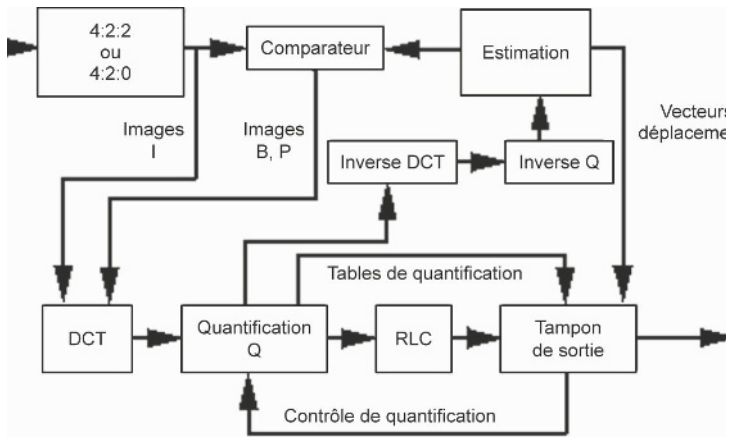 4:2:2
ou
4:2:0
Comparateur
Estimation
Images
I
Images
B, P
Vecteurs
Inverse DCT
Inverse Q
Tables de quantification
DCT
Quantification
Q
RLC
Tampon
de sortie
Contrôle de quantification